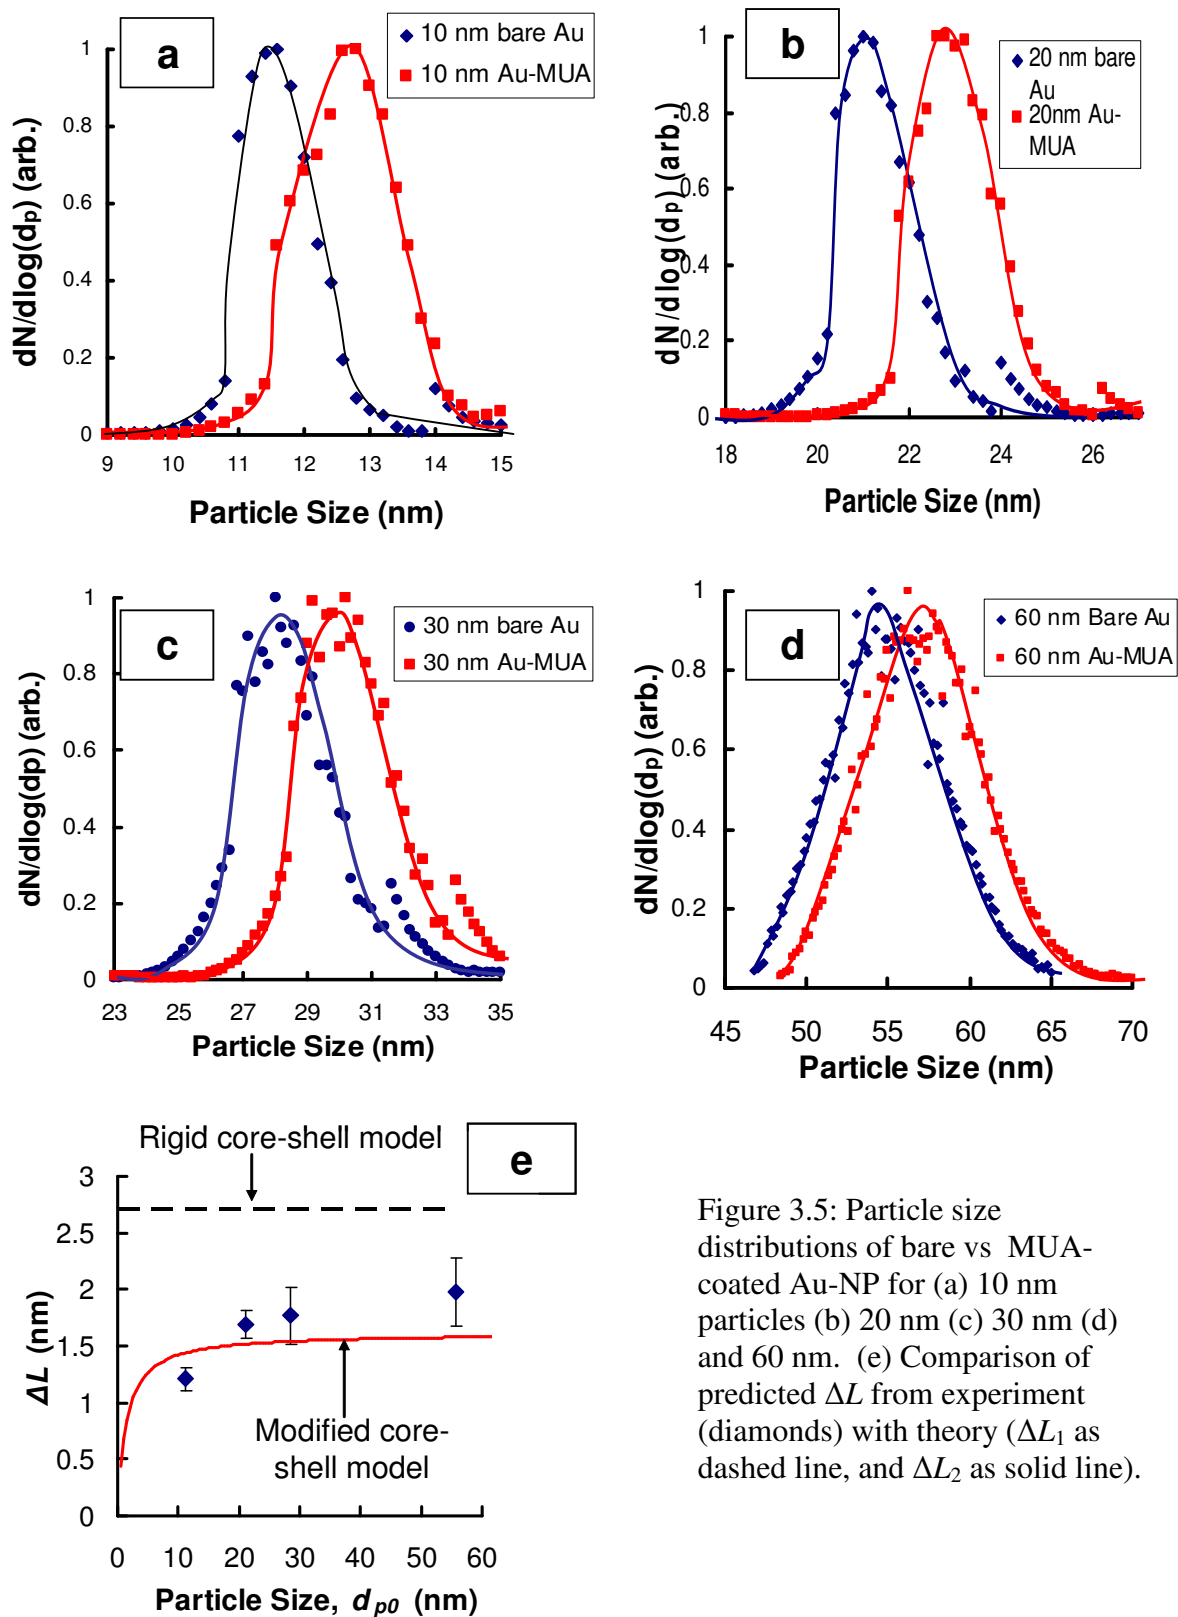 a
10 nm bare Au
10 nm Au-MUA
1
0.8
0.6
0.4
0.2
0
9 10 11 12 13 14 15
dN/dlog(dp) (arb.)
Particle Size (nm)
b
20 nm bare
Au
20nm Au-
MUA
1
0.8
0.6
0.4
0.2
0
18 20 22 24 26
dN/dlog(dp) (arb.)
Particle Size (nm)
c
30 nm bare Au
30 nm Au-MUA
1
0.8
0.6
0.4
0.2
0
23 25 27 29 31 33 35
dN/dlog(dp) (arb.)
Particle Size (nm)
d
60 nm Bare Au
60 nm Au-MUA
1
0.8
0.6
0.4
0.2
0
45 50 55 60 65 70
dN/dlog(dp) (arb.)
Particle Size (nm)
Rigid core-shell model
e
3
2.5
2
1.5
1
0.5
0
0 10 20 30 40 50 60
ΔL (nm)
Modified core-
shell model
Particle Size, dp0 (nm)
Figure 3.5: Particle size
distributions of bare vs MUA-
coated Au-NP for (a) 10 nm
particles (b) 20 nm (c) 30 nm (d)
and 60 nm. (e) Comparison of
predicted ΔL from experiment
(diamonds) with theory (ΔL1 as
dashed line, and ΔL2 as solid line).